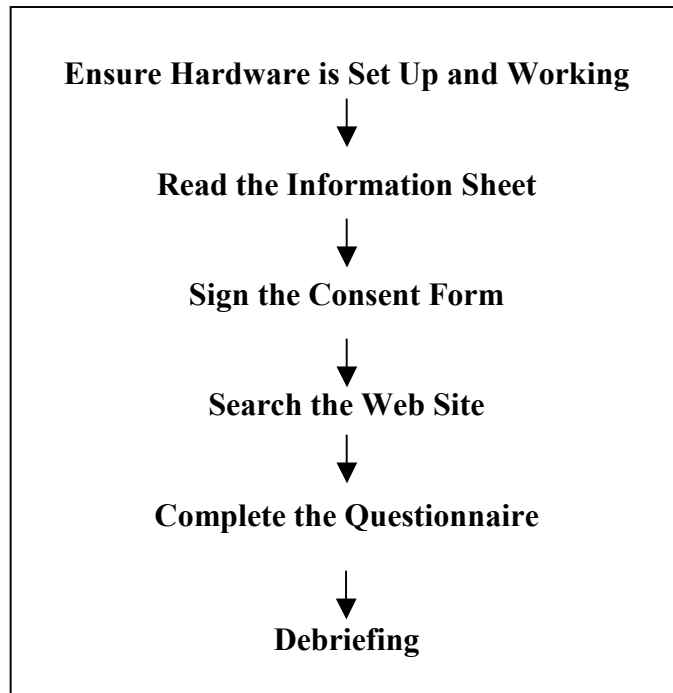 Ensure Hardware is Set Up and Working
Read the Information Sheet
Sign the Consent Form
Search the Web Site
Complete the Questionnaire
Debriefing